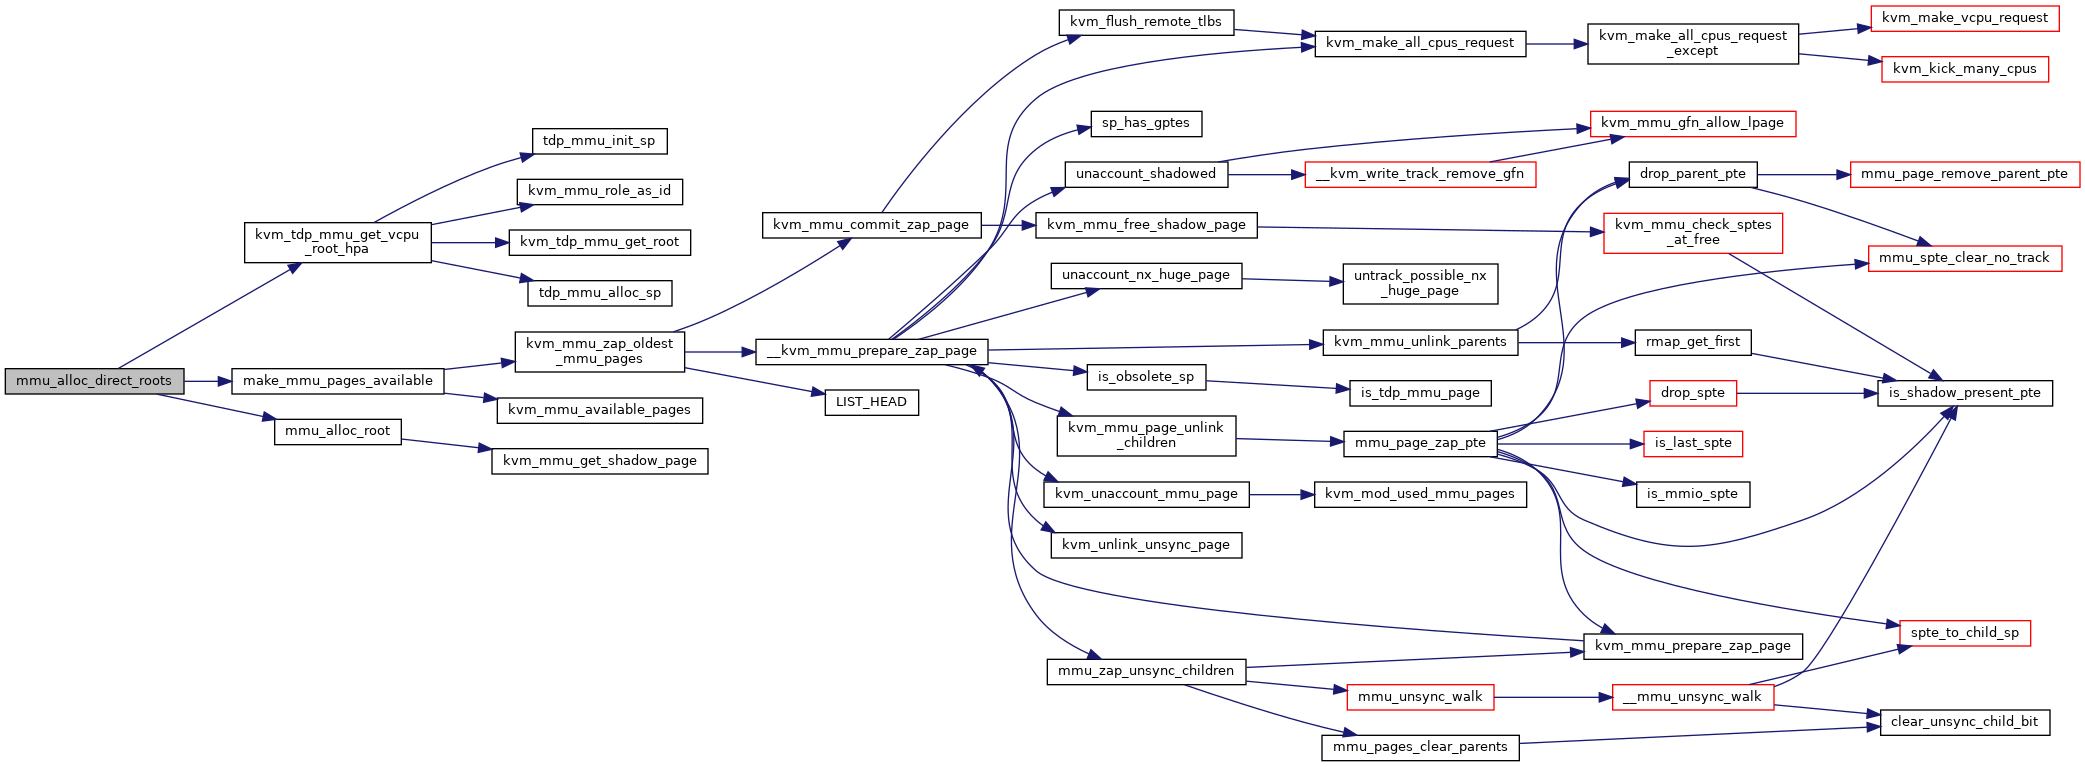 mmu_alloc_direct_roots
kvm_tdp_mmu_get_vcpu
_root_hpa
make_mmu_pages_available
mmu_alloc_root
tdp_mmu_init_sp
kvm_mmu_role_as_id
kvm_tdp_mmu_get_root
tdp_mmu_alloc_sp
kvm_mmu_zap_oldest
_mmu_pages
kvm_mmu_available_pages
kvm_mmu_get_shadow_page
kvm_mmu_commit_zap_page
__kvm_mmu_prepare_zap_page
LIST_HEAD
kvm_flush_remote_tlbs
sp_has_gptes
unaccount_shadowed
kvm_mmu_free_shadow_page
unaccount_nx_huge_page
is_obsolete_sp
kvm_mmu_page_unlink
_children
kvm_unaccount_mmu_page
kvm_unlink_unsync_page
mmu_zap_unsync_children
kvm_make_all_cpus_request
__kvm_write_track_remove_gfn
untrack_possible_nx
_huge_page
kvm_mmu_unlink_parents
is_tdp_mmu_page
mmu_page_zap_pte
kvm_mod_used_mmu_pages
mmu_unsync_walk
mmu_pages_clear_parents
kvm_make_all_cpus_request
_except
kvm_mmu_gfn_allow_lpage
drop_parent_pte
kvm_mmu_check_sptes
_at_free
rmap_get_first
drop_spte
is_last_spte
is_mmio_spte
kvm_mmu_prepare_zap_page
__mmu_unsync_walk
kvm_make_vcpu_request
kvm_kick_many_cpus
mmu_page_remove_parent_pte
mmu_spte_clear_no_track
is_shadow_present_pte
spte_to_child_sp
clear_unsync_child_bit